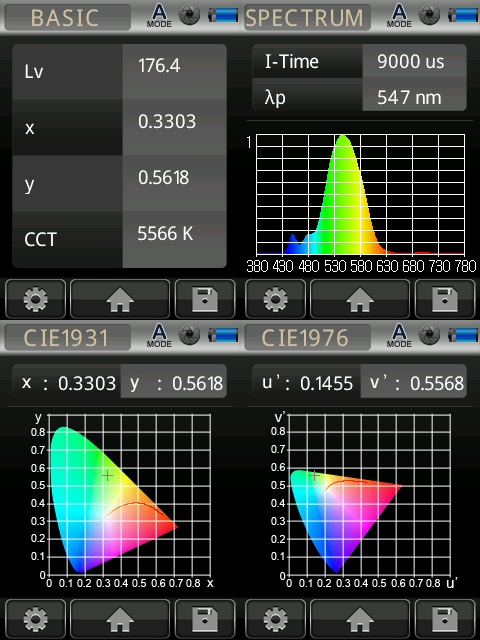 BASIC
A
MODE
Lv 176.4
x 0.3303
y 0.5618
CCT 5566 K
SPECTRUM
A
MODE
I-Time 9000 us
λp 547 nm
1
380 430 480 530 580 630 680 730 780
CIE1931
A
MODE
x : 0.3303 y : 0.5618
y
0.8
0.7
0.6
0.5
0.4
0.3
0.2
0.1
0
0 0.1 0.2 0.3 0.4 0.5 0.6 0.7 0.8 x
CIE1976
A
MODE
u' : 0.1455 v' : 0.5568
v'
0.8
0.7
0.6
0.5
0.4
0.3
0.2
0.1
0
0 0.1 0.2 0.3 0.4 0.5 0.6 0.7 0.8 u'